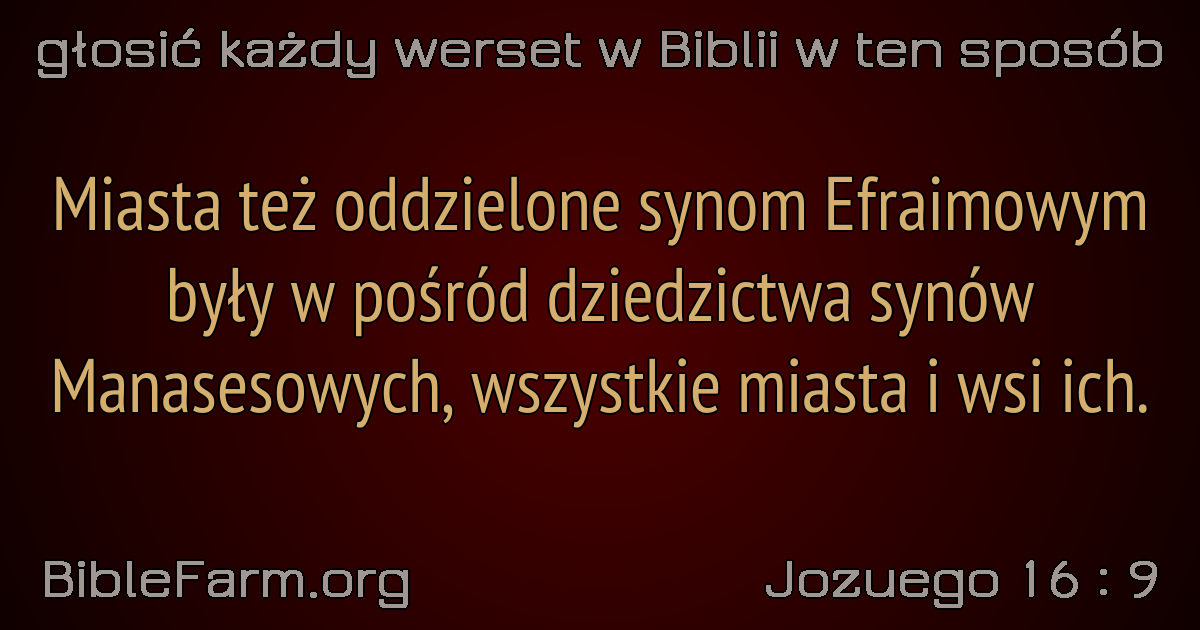 głosić każdy werset w Biblii w ten sposób
Miasta też oddzielone synom Efraimowym
były w pośród dziedzictwa synów
Manasesowych, wszystkie miasta i wsi ich.
BibleFarm.org
Jozuego 16 : 9